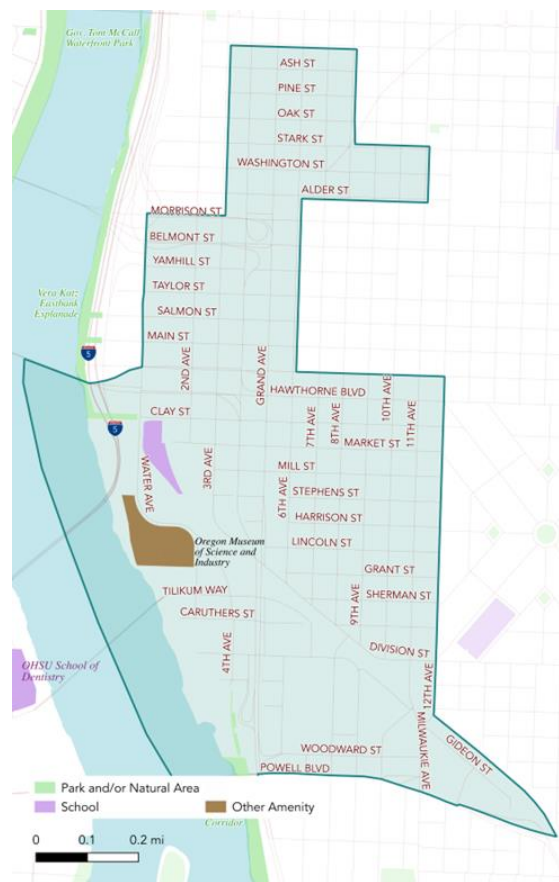 Gov. Tom McCall
Waterfront Park
ASH ST
PINE ST
OAK ST
STARK ST
WASHINGTON ST
ALDER ST
MORRISON ST
BELMONT ST
YAMHILL ST
Vera Katz
Eastbank
Esplanade
TAYLOR ST
SALMON ST
MAIN ST
5
2ND AVE
GRAND AVE
HAWTHORNE BLVD
10TH AVE
11TH AVE
CLAY ST
5
7TH AVE
8TH AVE
MARKET ST
WATER AVE
3RD AVE
MILL ST
6TH AVE
STEPHENS ST
HARRISON ST
Oregon Museum
of Science and
Industry
LINCOLN ST
GRANT ST
TILIKUM WAY
SHERMAN ST
9TH AVE
CARUTHERS ST
4TH AVE
DIVISION ST
OHSU School of
Dentistry
12TH AVE
GIDEON ST
MILWAUKIE AVE
WOODWARD ST
POWELL BLVD
Park and/or Natural Area
School
Other Amenity
Corridor
0 0.1 0.2 mi